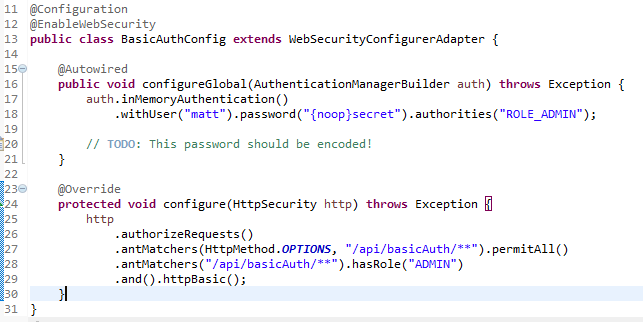 11 @Configuration
12 @EnableWebSecurity
13 public class BasicAuthConfig extends WebSecurityConfigurerAdapter {
14
15     @Autowired
16     public void configureGlobal(AuthenticationManagerBuilder auth) throws Exception {
17         auth.inMemoryAuthentication()
18             .withUser("matt").password("{noop}secret").authorities("ROLE_ADMIN");
19
20         // TODO: This password should be encoded!
21     }
22
23     @Override
24     protected void configure(HttpSecurity http) throws Exception {
25         http
26             .authorizeRequests()
27             .antMatchers(HttpMethod.OPTIONS, "/api/basicAuth/**").permitAll()
28             .antMatchers("/api/basicAuth/**").hasRole("ADMIN")
29             .and().httpBasic();
30     }
31 }